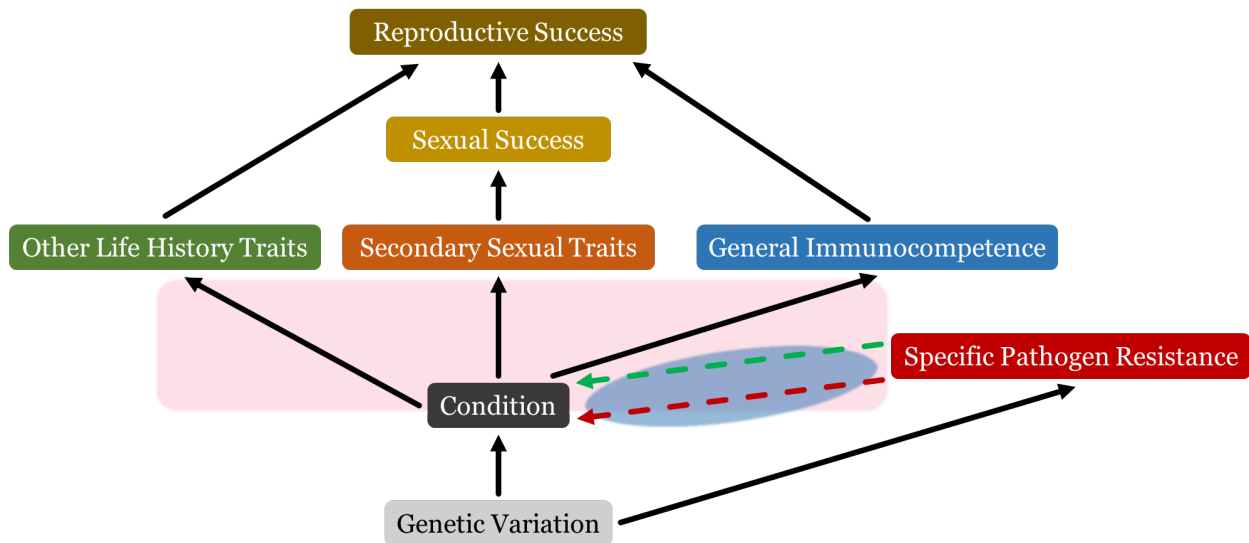 Reproductive Success
Sexual Success
Other Life History Traits
Secondary Sexual Traits
General Immunocompetence
Specific Pathogen Resistance
Condition
Genetic Variation